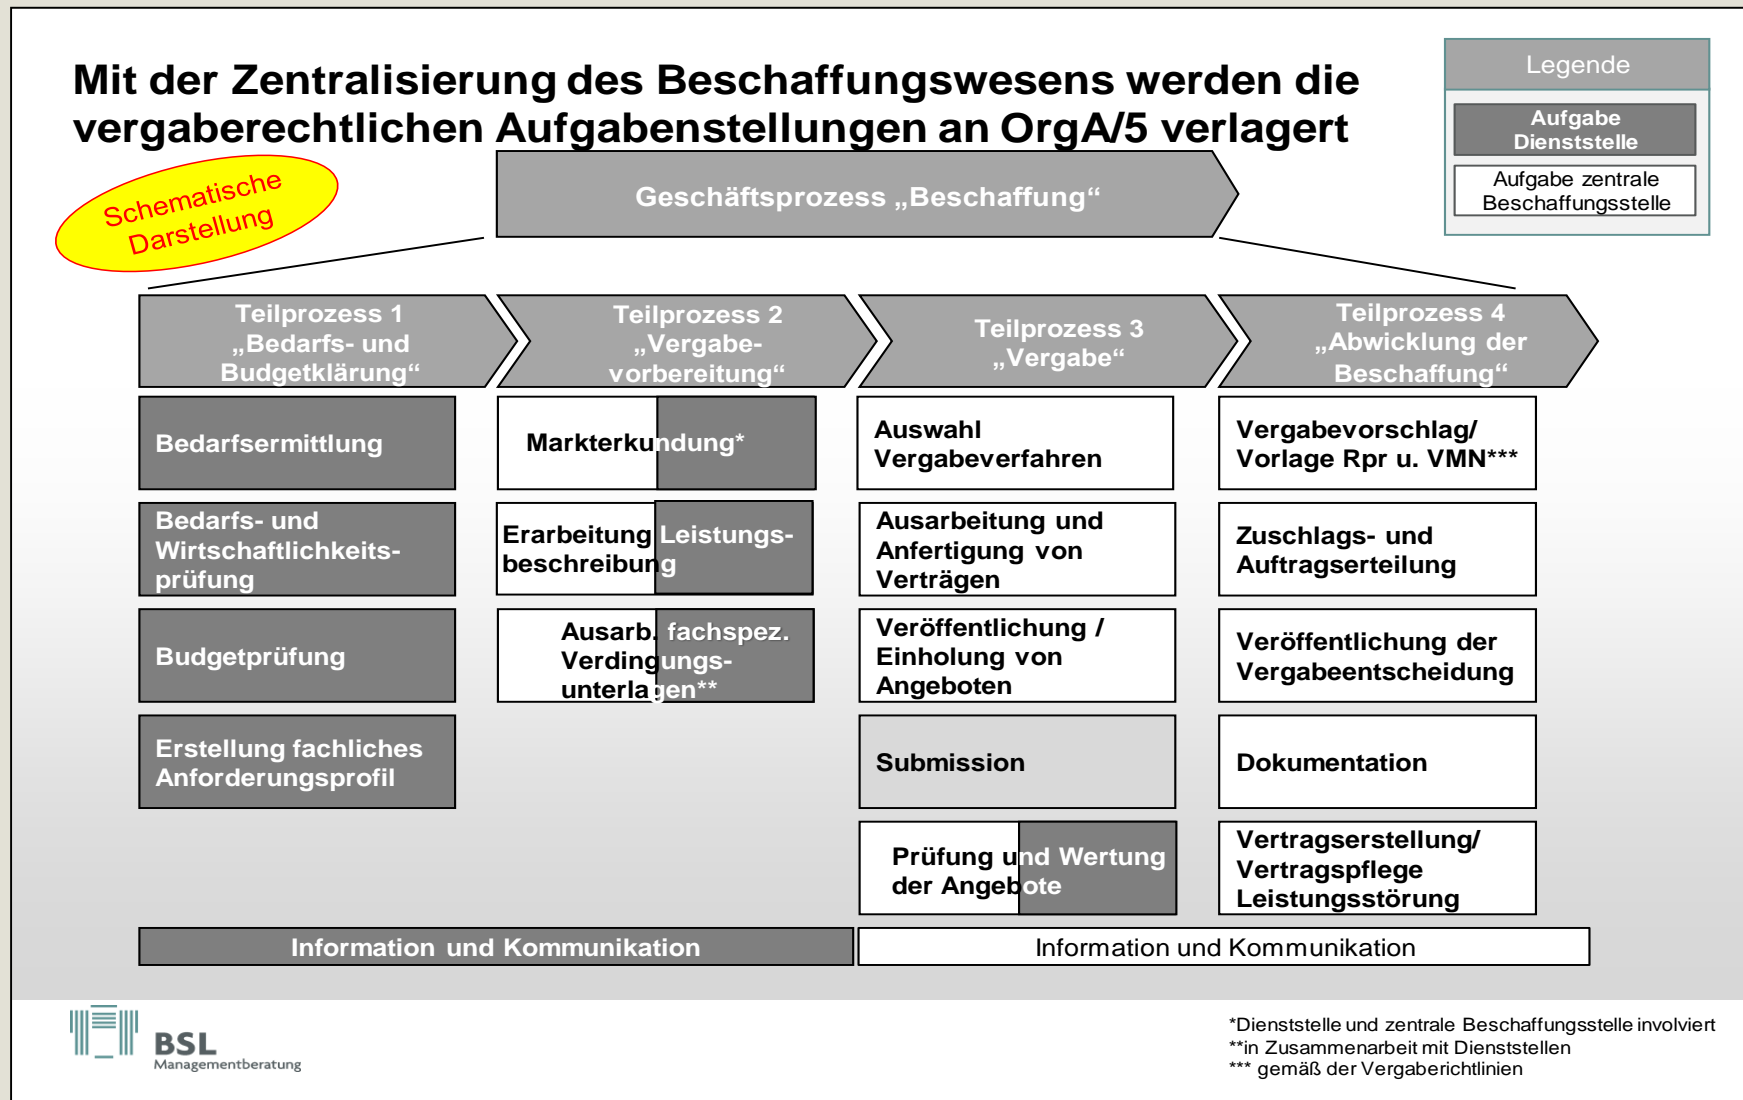 Mit der Zentralisierung des Beschaffungswesens werden die
vergaberechtlichen Aufgabenstellungen an OrgA/5 verlagert
Legende
Aufgabe
Dienststelle
Aufgabe zentrale
Beschaffungsstelle
Schematische
Darstellung
Geschäftsprozess „Beschaffung“
Teilprozess 1
„Bedarfs- und
Budgetklärung“
Teilprozess 2
„Vergabe-
vorbereitung“
Teilprozess 3
„Vergabe“
Teilprozess 4
„Abwicklung der
Beschaffung“
Bedarfsermittlung
Bedarfs- und
Wirtschaftlichkeits-
prüfung
Budgetprüfung
Erstellung fachliches
Anforderungsprofil
Markterkundung*
Erarbeitung Leistungs-
beschreibung
Ausarb. fachspez.
Verdingungs-
unterlagen**
Auswahl
Vergabeverfahren
Ausarbeitung und
Anfertigung von
Verträgen
Veröffentlichung /
Einholung von
Angeboten
Submission
Prüfung und Wertung
der Angebote
Vergabevorschlag/
Vorlage Rpr u. VMN***
Zuschlags- und
Auftragserteilung
Veröffentlichung der
Vergabeentscheidung
Dokumentation
Vertragserstellung/
Vertragspflege
Leistungsstörung
Information und Kommunikation
Information und Kommunikation
BSL
Managementberatung
*Dienststelle und zentrale Beschaffungsstelle involviert
**in Zusammenarbeit mit Dienststellen
*** gemäß der Vergaberichtlinien